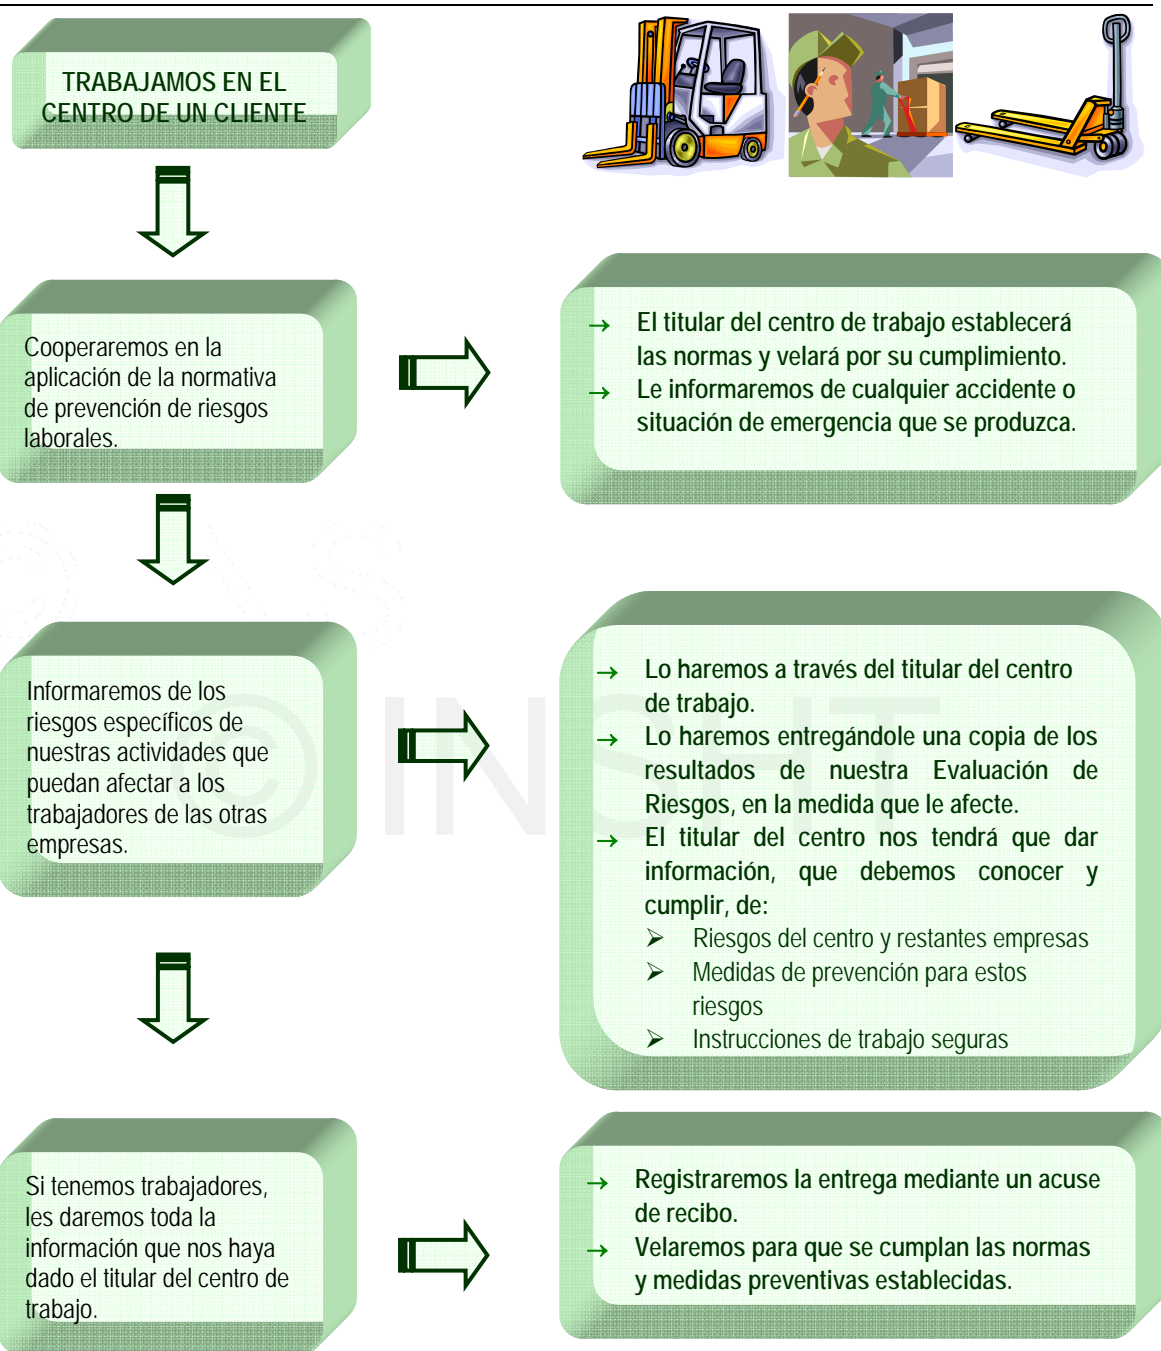 TRABAJAMOS EN EL
CENTRO DE UN CLIENTE
Cooperaremos en la
aplicación de la normativa
de prevención de riesgos
laborales.
→ El titular del centro de trabajo establecerá
las normas y velará por su cumplimiento.
→ Le informaremos de cualquier accidente o
situación de emergencia que se produzca.
Informaremos de los
riesgos específicos de
nuestras actividades que
puedan afectar a los
trabajadores de las otras
empresas.
→ Lo haremos a través del titular del centro
de trabajo.
→ Lo haremos entregándole una copia de los
resultados de nuestra Evaluación de
Riesgos, en la medida que le afecte.
→ El titular del centro nos tendrá que dar
información, que debemos conocer y
cumplir, de:
➢ Riesgos del centro y restantes empresas
➢ Medidas de prevención para estos
riesgos
➢ Instrucciones de trabajo seguras
Si tenemos trabajadores,
les daremos toda la
información que nos haya
dado el titular del centro de
trabajo.
→ Registraremos la entrega mediante un acuse
de recibo.
→ Velaremos para que se cumplan las normas
y medidas preventivas establecidas.
© INSHT